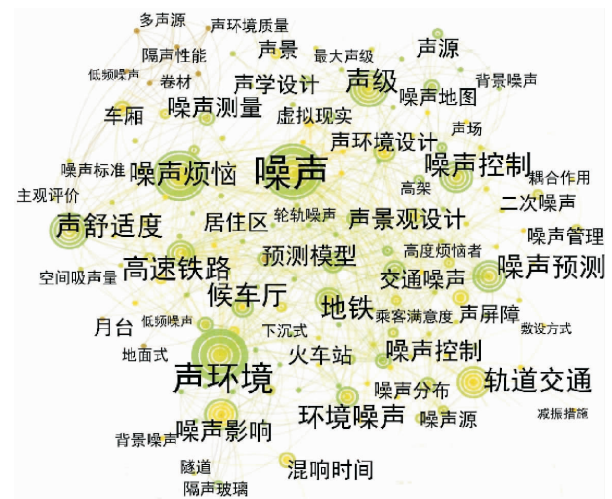 多声源
声环境质量
隔声性能
声景
最大声级
声源
低频噪声
卷材
声学设计
声级
背景噪声
车厢
噪声测量
虚拟现实
噪声地图
声环境设计
声场
噪声标准
噪声烦恼
噪声
噪声控制
耦合作用
主观评价
高架
二次噪声
声舒适度
居住区
轮轨噪声
声景观设计
噪声管理
高速铁路
预测模型
高度烦恼者
噪声预测
空间吸声量
候车厅
地铁
交通噪声
月台
低频噪声
下沉式
乘客满意度
声屏障
敷设方式
地面式
火车站
噪声控制
声环境
轨道交通
噪声分布
背景噪声
噪声影响
环境噪声
噪声源
减振措施
隧道
混响时间
隔声玻璃